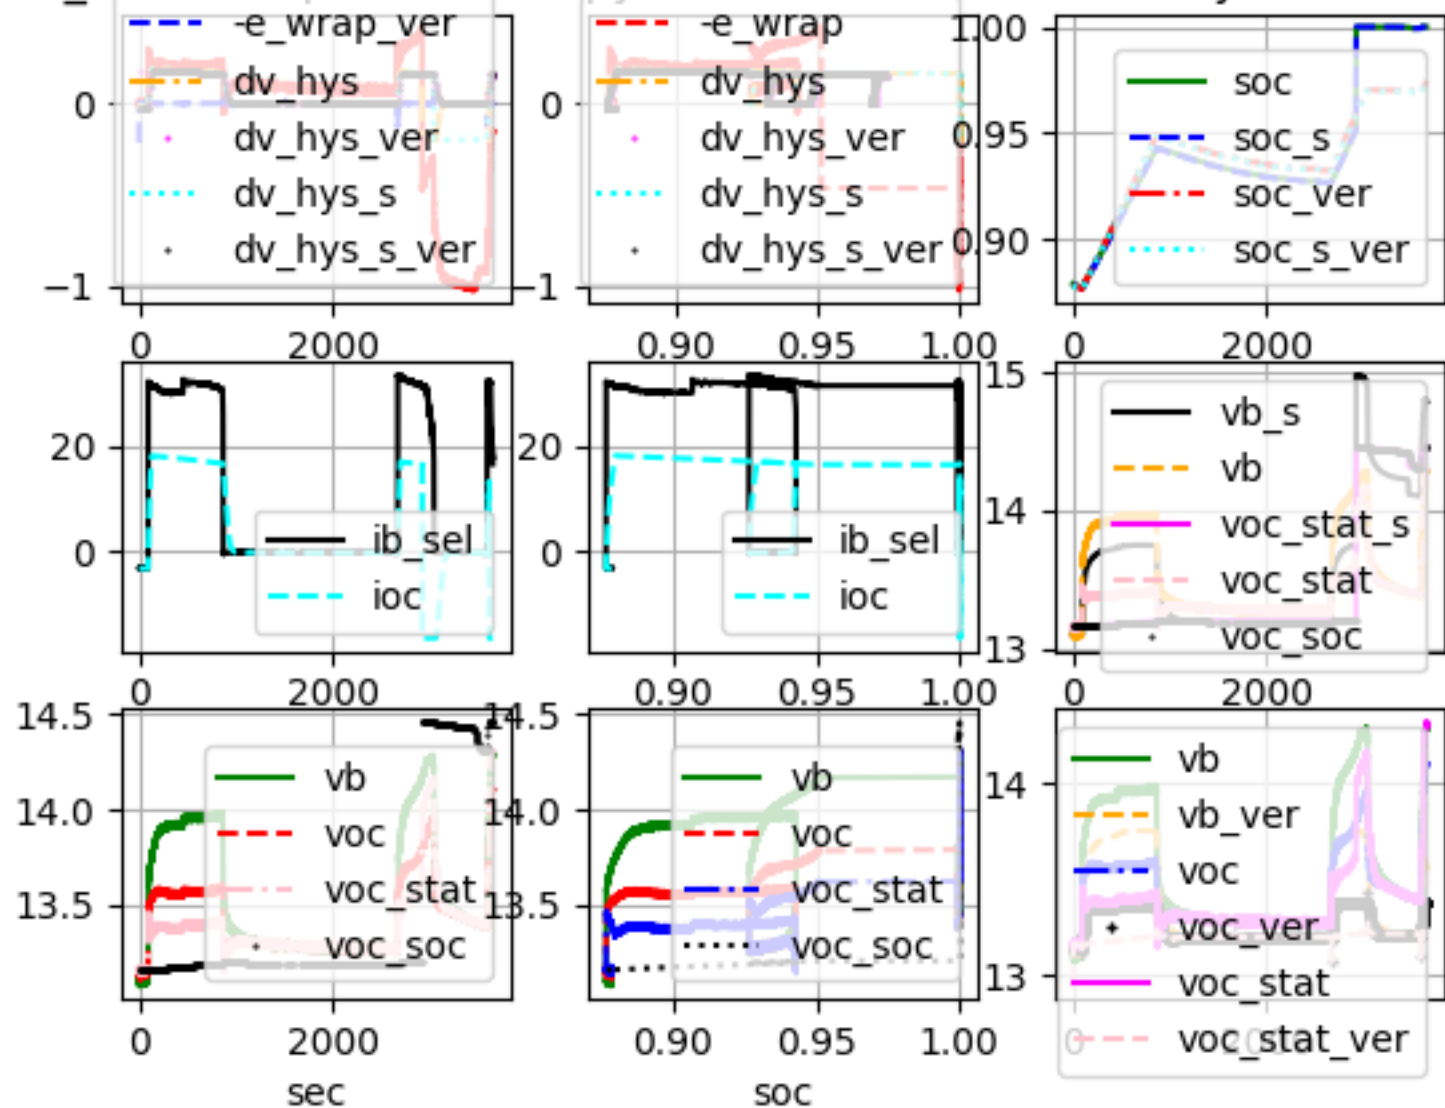 -e_wrap_ver
dv_hys
dv_hys_ver
dv_hys_s
dv_hys_s_ver
0
−1
0
2000
-e_wrap
dv_hys
dv_hys_ver
dv_hys_s
dv_hys_s_ver
0
−1
0.90
0.95
1.00
soc
soc_s
soc_ver
soc_s_ver
1.00
0.95
0.90
0
2000
ib_sel
ioc
20
0
0
2000
ib_sel
ioc
20
0
0.90
0.95
1.00
vb_s
vb
voc_stat_s
voc_stat
voc_soc
15
14
13
0
2000
vb
voc
voc_stat
voc_soc
14.5
14.0
13.5
0
2000
sec
vb
voc
voc_stat
voc_soc
14.5
14.0
13.5
0.90
0.95
1.00
soc
vb
vb_ver
voc
voc_ver
voc_stat
voc_stat_ver
14
13
0
2000